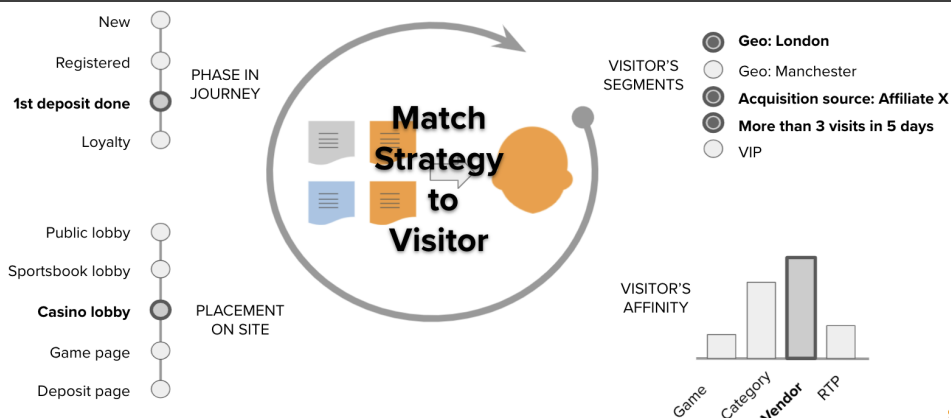 New
Registered
1st deposit done
Loyalty
PHASE IN
JOURNEY
Public lobby
Sportsbook lobby
Casino lobby
Game page
Deposit page
PLACEMENT
ON SITE
Match
Strategy
to
Visitor
VISITOR'S
SEGMENTS
Geo: London
Geo: Manchester
Acquisition source: Affiliate X
More than 3 visits in 5 days
VIP
VISITOR'S
AFFINITY
Game
Category
Vendor
RTP